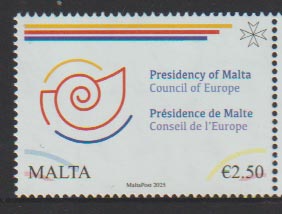 Presidency of Malta
Council of Europe
Présidence de Malte
Conseil de l'Europe
MALTA
€2.50
MaltaPost 2025